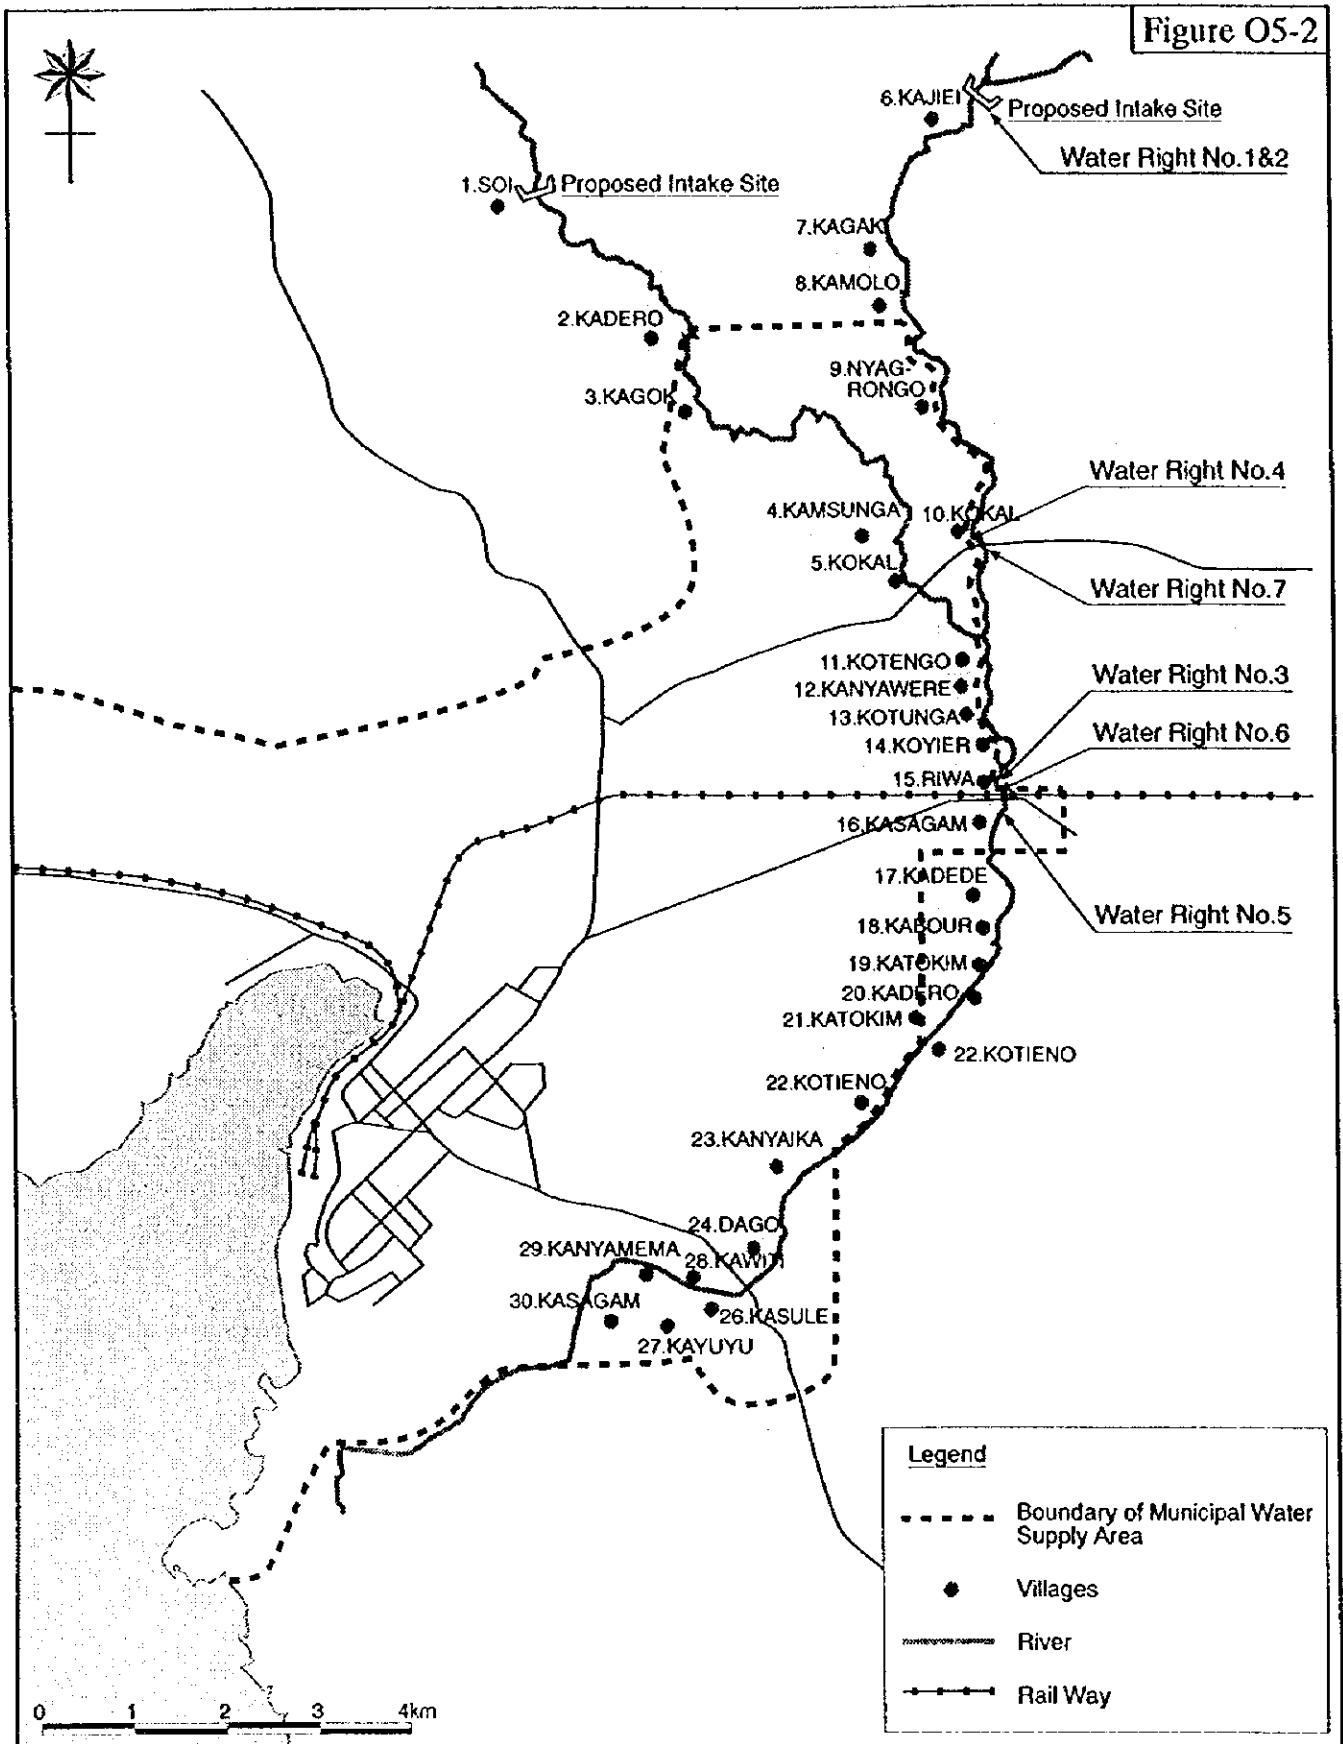 Figure O5-2
6.KAJIEI
Proposed Intake Site
Water Right No.1&2
1.SOI
Proposed Intake Site
7.KAGAK
8.KAMOLO
2.KADERO
9.NYAG-
RONGO
3.KAGOK
Water Right No.4
4.KAMSUNGA
10.KOKAL
5.KOKAL
Water Right No.7
11.KOTENGO
12.KANYAWERE
Water Right No.3
13.KOTUNGA
14.KOYIER
Water Right No.6
15.RIWA
16.KASAGAM
17.KADEDE
Water Right No.5
18.KABOUR
19.KATOKIM
20.KADERO
21.KATOKIM
22.KOTIENO
22.KOTIENO
23.KANYAIKA
24.DAGO
29.KANYAMEMA
28.KAWITI
30.KASAGAM
26.KASULE
27.KAYUYU
Legend
Boundary of Municipal Water
Supply Area
Villages
River
Rail Way
0 1 2 3 4km